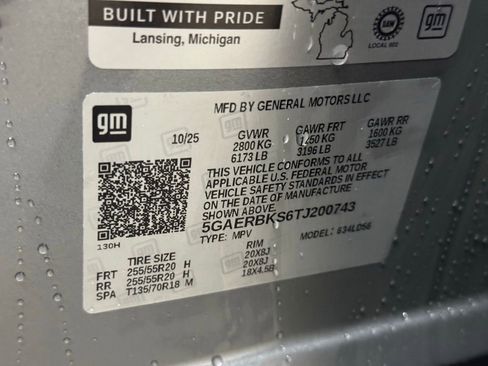 BUILT WITH PRIDE
Lansing, Michigan
UAW
LOCAL 602
gm
gm
MFD BY GENERAL MOTORS LLC
10/25 GVWR GAWR FRT GAWR RR
2800 KG 1450 KG 1600 KG
6173 LB 3196 LB 3527 LB
THIS VEHICLE CONFORMS TO ALL
APPLICABLE U.S. FEDERAL MOTOR
VEHICLE SAFETY STANDARDS IN EFFECT
ON THE DATE OF MANUFACTURE
SHOWN ABOVE.
5GAERBKS6TJ200743
TYPE: MPV MODEL: 834LD56
130H
TIRE SIZE RIM
FRT 255/55R20 H 20X8J
RR 255/55R20 H 20X8J
SPA T135/70R18 M 18X4.5B